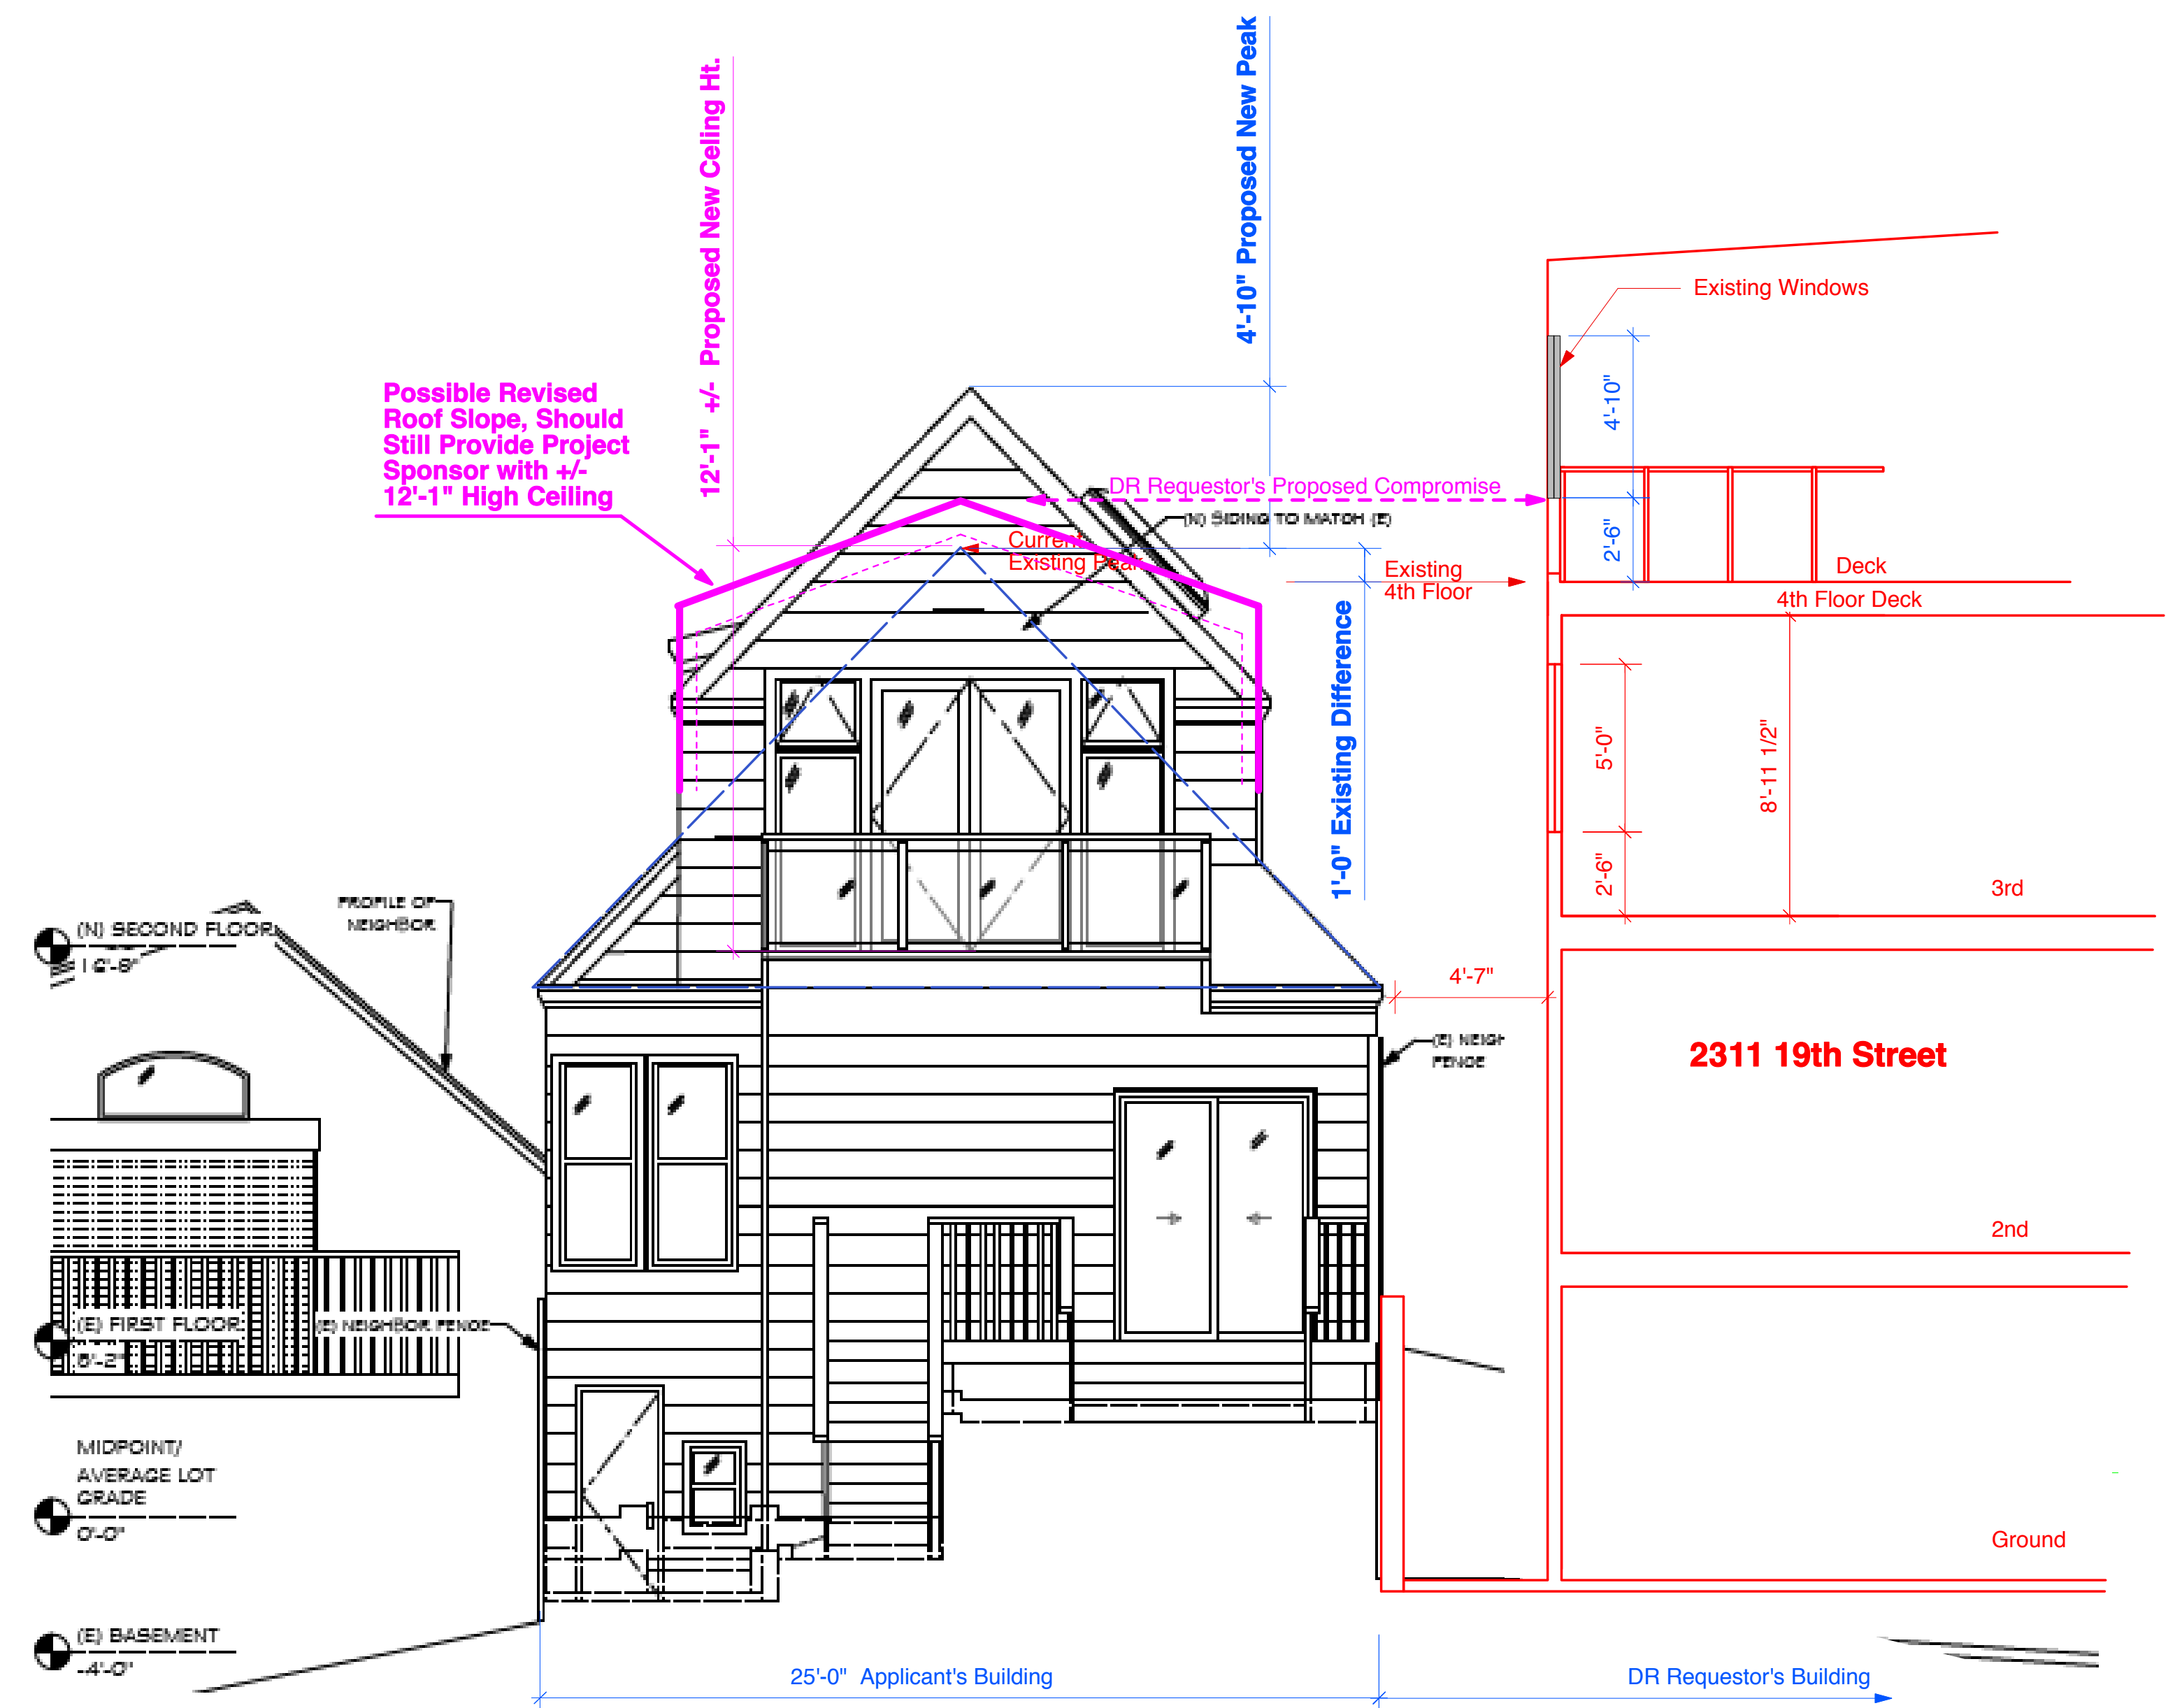 12'-1" +/- Proposed New Ceiling Ht.
4'-10" Proposed New Peak
Existing Windows
Possible Revised
Roof Slope, Should
Still Provide Project
Sponsor with +/-
12'-1" High Ceiling
4'-10"
DR Requestor's Proposed Compromise
(N) SIDING TO MATCH (E)
Current
Existing Peak
2'-6"
Existing
4th Floor
Deck
4th Floor Deck
1'-0" Existing Difference
5'-0"
8'-11 1/2"
2'-6"
3rd
PROFILE OF
NEIGHBOR
(N) SECOND FLOOR
4'-7"
(E) NEIGH
FENCE
2311 19th Street
2nd
(E) FIRST FLOOR
(E) NEIGHBOR FENCE
MIDPOINT/
AVERAGE LOT
GRADE
0'-0"
Ground
(E) BASEMENT
-4'-0"
25'-0" Applicant's Building
DR Requestor's Building